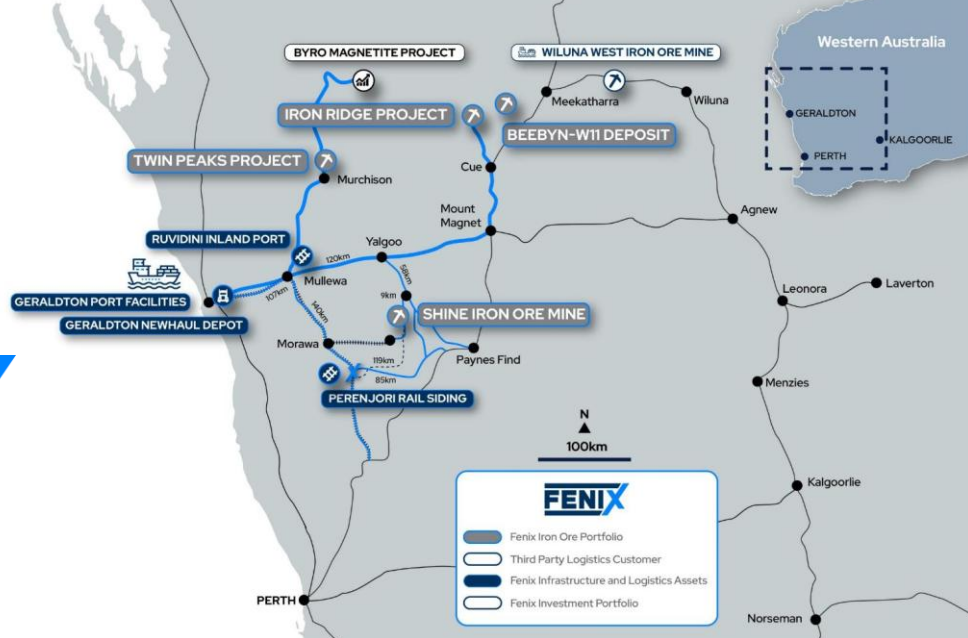 Western Australia
GERALDTON
KALGOORLIE
PERTH
BYRO MAGNETITE PROJECT
WILUNA WEST IRON ORE MINE
Meekatharra
Wiluna
IRON RIDGE PROJECT
BEEBYN-W11 DEPOSIT
TWIN PEAKS PROJECT
Murchison
Cue
Mount
Magnet
Agnew
RUVIDINI INLAND PORT
Yalgoo
120km
58km
Mullewa
107km
9km
GERALDTON PORT FACILITIES
GERALDTON NEWHAUL DEPOT
140km
SHINE IRON ORE MINE
Leonora
Laverton
Morawa
119km
Paynes Find
85km
PERENJORI RAIL SIDING
Menzies
N
100km
FENIX
Fenix Iron Ore Portfolio
Third Party Logistics Customer
Fenix Infrastructure and Logistics Assets
Fenix Investment Portfolio
Kalgoorlie
PERTH
Norseman